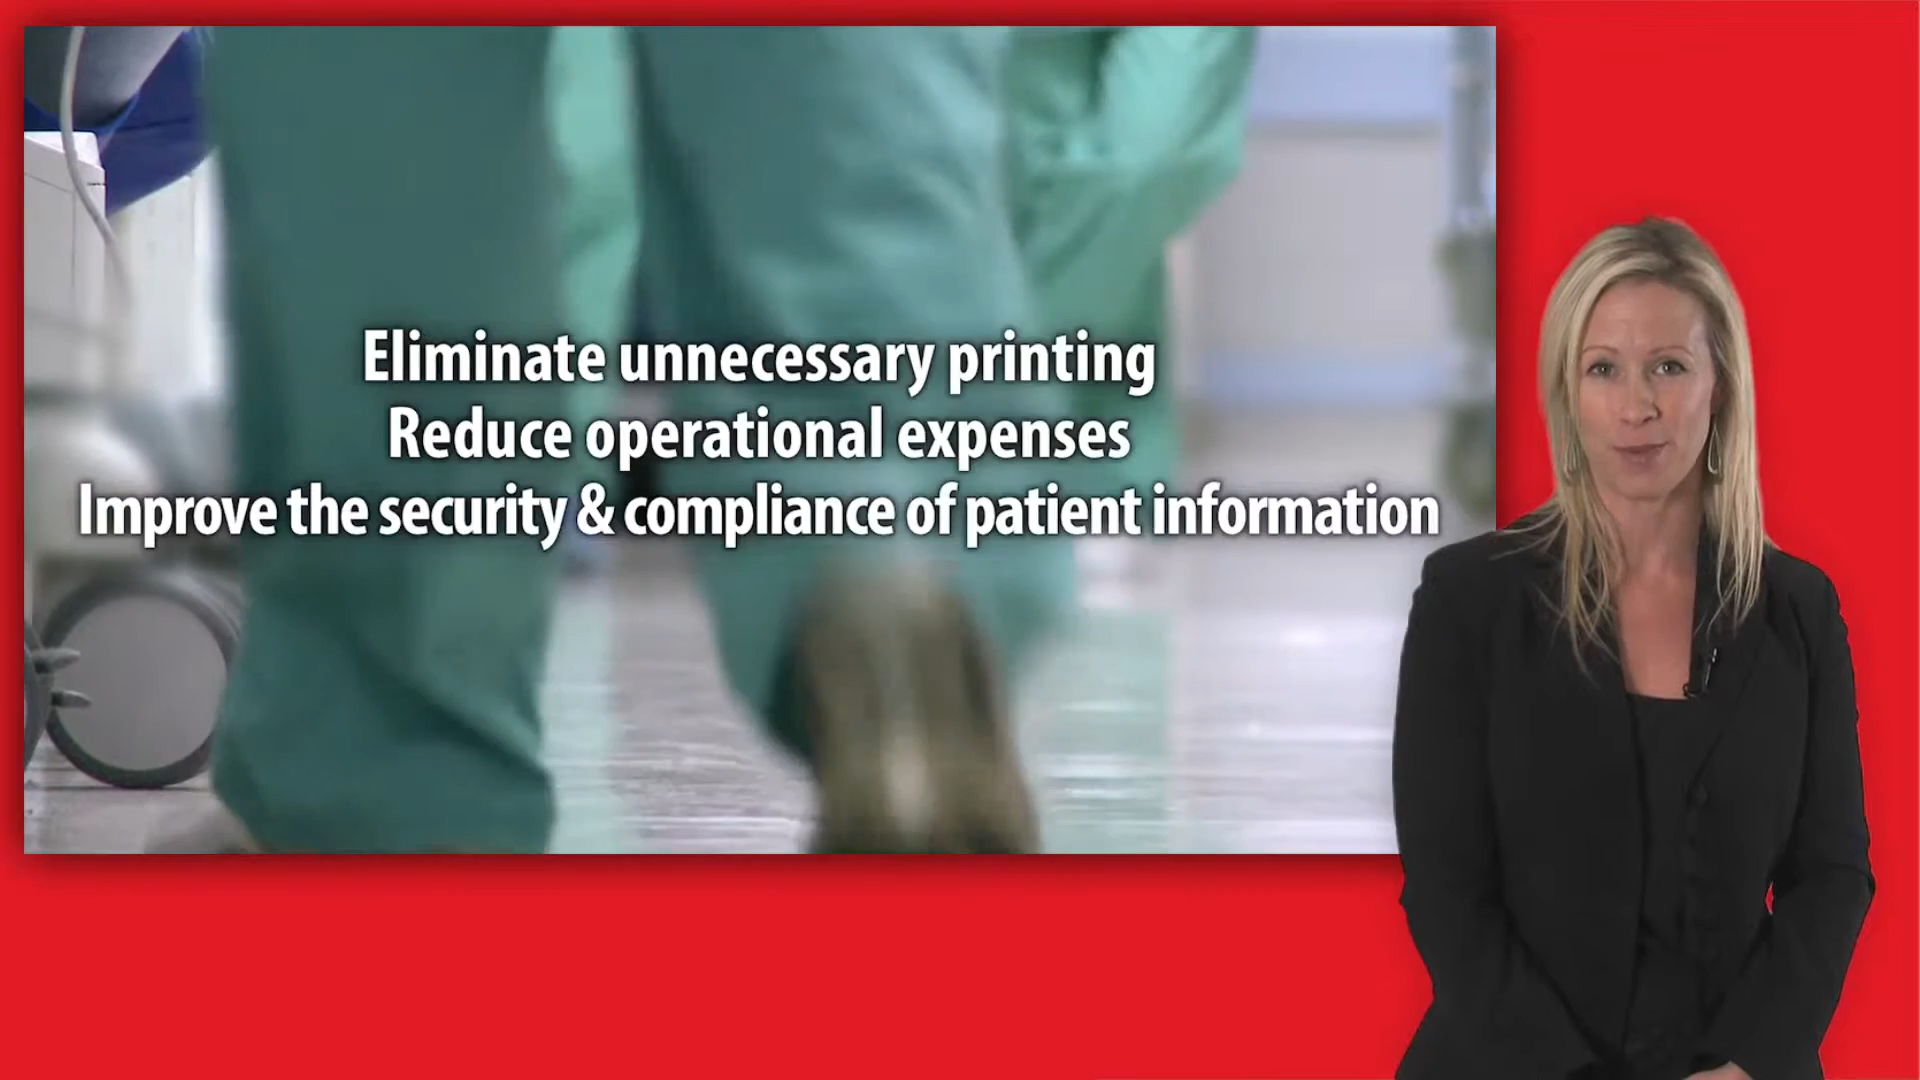 Eliminate unnecessary printing
Reduce operational expenses
Improve the security & compliance of patient information